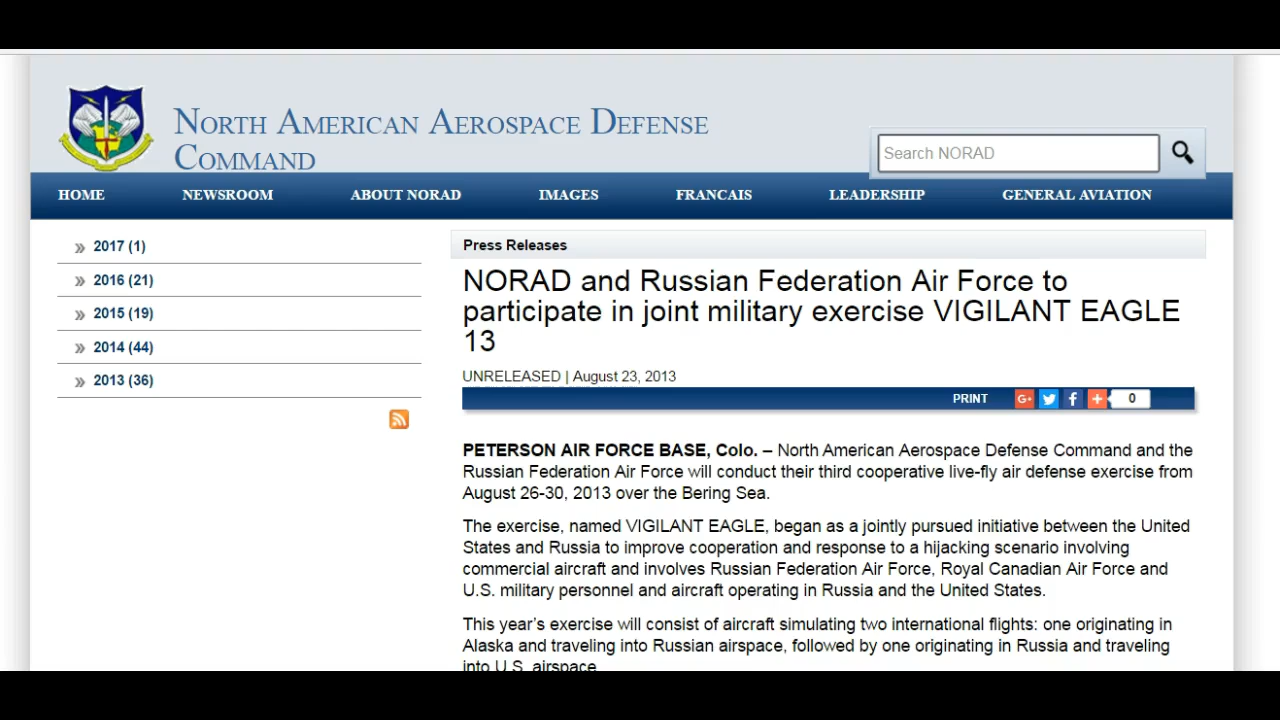 North American Aerospace Defense
Command
Search NORAD
HOME NEWSROOM ABOUT NORAD IMAGES FRANCAIS LEADERSHIP GENERAL AVIATION
2017 (1)
2016 (21)
2015 (19)
2014 (44)
2013 (36)
Press Releases
NORAD and Russian Federation Air Force to
participate in joint military exercise VIGILANT EAGLE
13
UNRELEASED | August 23, 2013
PRINT G+ f + 0
PETERSON AIR FORCE BASE, Colo. – North American Aerospace Defense Command and the
Russian Federation Air Force will conduct their third cooperative live-fly air defense exercise from
August 26-30, 2013 over the Bering Sea.
The exercise, named VIGILANT EAGLE, began as a jointly pursued initiative between the United
States and Russia to improve cooperation and response to a hijacking scenario involving
commercial aircraft and involves Russian Federation Air Force, Royal Canadian Air Force and
U.S. military personnel and aircraft operating in Russia and the United States.
This year's exercise will consist of aircraft simulating two international flights: one originating in
Alaska and traveling into Russian airspace, followed by one originating in Russia and traveling
into U.S. airspace.